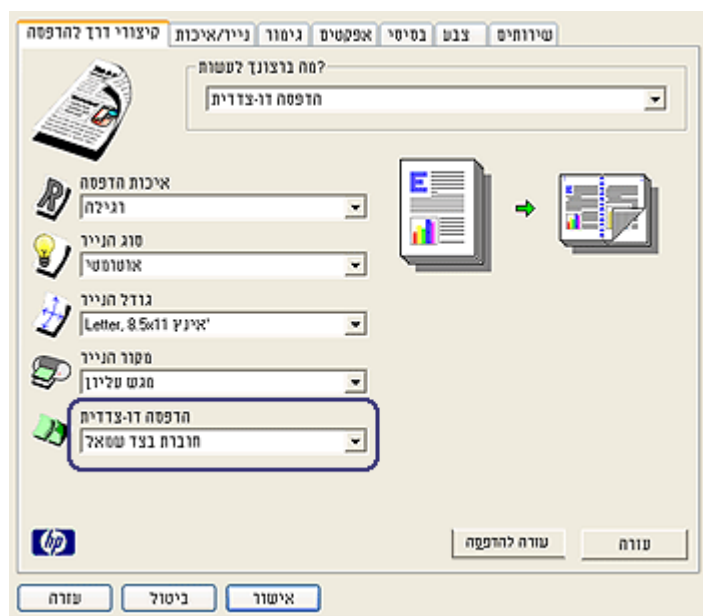 קיצורי דרך להדפסה
נייר/איכות
גימור
אפקטים
בסיסי
צבע
שירותים
מה ברצונך לעשות?
הדפסה דו-צדדית
איכות הדפסה
רגילה
סוג הנייר
אוטומטי
גודל הנייר
Letter, 8.5x11 אינץ'
מקור הנייר
מגש עליון
הדפסה דו-צדדית
חוברת בצד שמאל
E
E
hp
עזרה להדפסה
עזרה
עזרה
ביטול
אישור